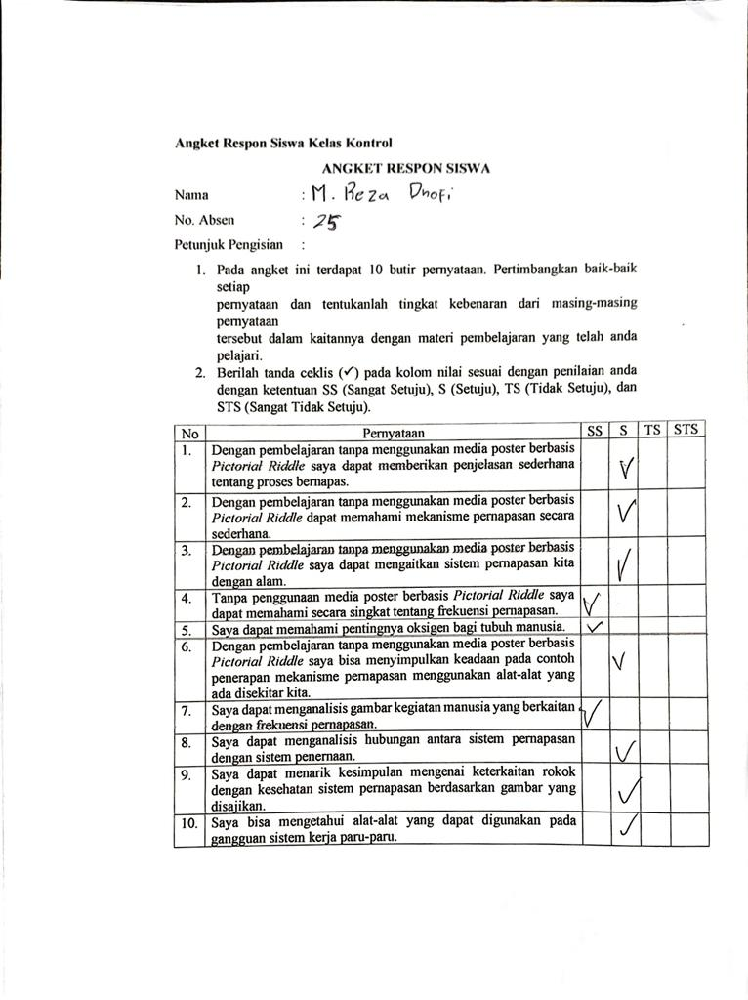 Angket Respon Siswa Kelas Kontrol
ANGKET RESPON SISWA
Nama : M. Reza Dhofi
No. Absen : 25
Petunjuk Pengisian :
1. Pada angket ini terdapat 10 butir pernyataan. Pertimbangkan baik-baik
setiap
pernyataan dan tentukanlah tingkat kebenaran dari masing-masing
pernyataan
tersebut dalam kaitannya dengan materi pembelajaran yang telah anda
pelajari.
2. Berilah tanda ceklis (✓) pada kolom nilai sesuai dengan penilaian anda
dengan ketentuan SS (Sangat Setuju), S (Setuju), TS (Tidak Setuju), dan
STS (Sangat Tidak Setuju).
No Pernyataan SS S TS STS
1. Dengan pembelajaran tanpa menggunakan media poster berbasis
Pictorial Riddle saya dapat memberikan penjelasan sederhana ✓
tentang proses bernapas.
2. Dengan pembelajaran tanpa menggunakan media poster berbasis
Pictorial Riddle dapat memahami mekanisme pernapasan secara ✓
sederhana.
3. Dengan pembelajaran tanpa menggunakan media poster berbasis
Pictorial Riddle saya dapat mengaitkan sistem pernapasan kita ✓
dengan alam.
4. Tanpa penggunaan media poster berbasis Pictorial Riddle saya ✓
dapat memahami secara singkat tentang frekuensi pernapasan.
5. Saya dapat memahami pentingnya oksigen bagi tubuh manusia. ✓
6. Dengan pembelajaran tanpa menggunakan media poster berbasis
Pictorial Riddle saya bisa menyimpulkan keadaan pada contoh ✓
penerapan mekanisme pernapasan menggunakan alat-alat yang
ada disekitar kita.
7. Saya dapat menganalisis gambar kegiatan manusia yang berkaitan ✓
dengan frekuensi pernapasan.
8. Saya dapat menganalisis hubungan antara sistem pernapasan ✓
dengan sistem penernaan.
9. Saya dapat menarik kesimpulan mengenai keterkaitan rokok
dengan kesehatan sistem pernapasan berdasarkan gambar yang ✓
disajikan.
10. Saya bisa mengetahui alat-alat yang dapat digunakan pada ✓
gangguan sistem kerja paru-paru.